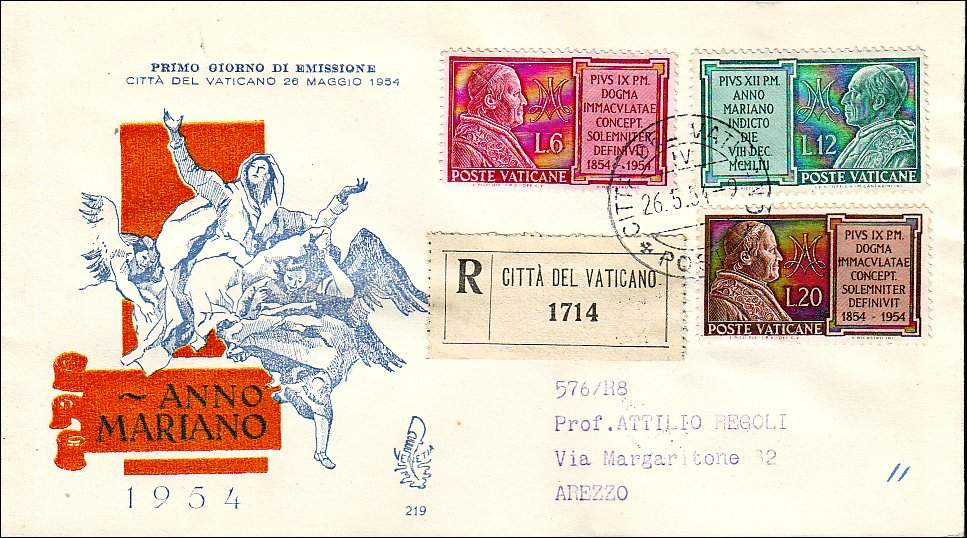 PRIMO GIORNO DI EMISSIONE
CITTÀ DEL VATICANO 26 MAGGIO 1954
~ ANNO
MARIANO
1954
VENETIA
219
PIVS IX P.M.
DOGMA
IMMACVLATAE
CONCEPT.
SOLEMNITER
DEFINIVIT
1854 - 1954
L.6
POSTE VATICANE
PIVS XII P.M.
ANNO
MARIANO
INDICTO
DIE
VIII DEC
MCMLIII
L.12
POSTE VATICANE
PIVS IX P.M.
DOGMA
IMMACVLATAE
CONCEPT.
SOLEMNITER
DEFINIVIT
1854 - 1954
L.20
POSTE VATICANE
26.5.54-9
R
CITTÀ DEL VATICANO
1714
576/R8
Prof.ATTILIO REGOLI
Via Margaritone 32
AREZZO